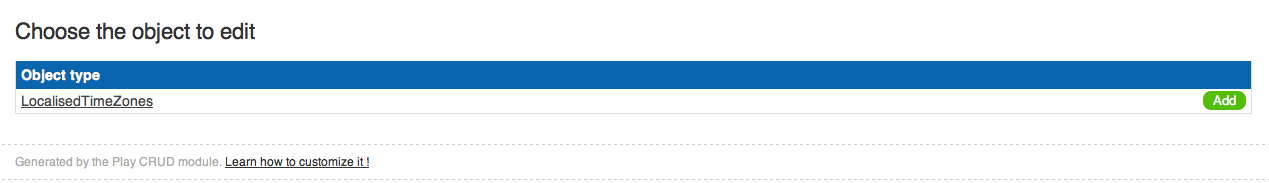 Choose the object to edit
Object type
LocalisedTimeZones Add
Generated by the Play CRUD module. Learn how to customize it !